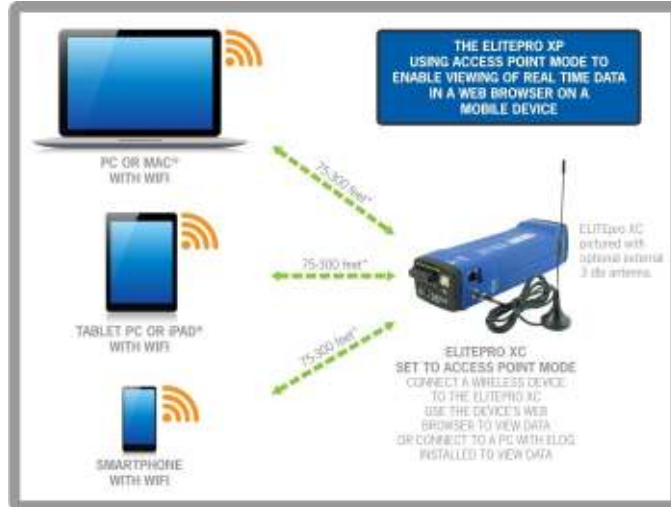 THE ELITEPRO XP
USING ACCESS POINT MODE TO
ENABLE VIEWING OF REAL TIME DATA
IN A WEB BROWSER ON A
MOBILE DEVICE
PC OR MAC®
WITH WIFI
75-300 feet*
ELITEpro XC
pictured with
optional external
3 dbi antenna.
75-300 feet*
TABLET PC OR iPAD®
WITH WIFI
75-300 feet*
ELITEPRO XC
SET TO ACCESS POINT MODE
CONNECT A WIRELESS DEVICE
TO THE ELITEPRO XC
USE THE DEVICE'S WEB
BROWSER TO VIEW DATA
OR CONNECT TO A PC WITH ELOG
INSTALLED TO VIEW DATA
SMARTPHONE
WITH WIFI